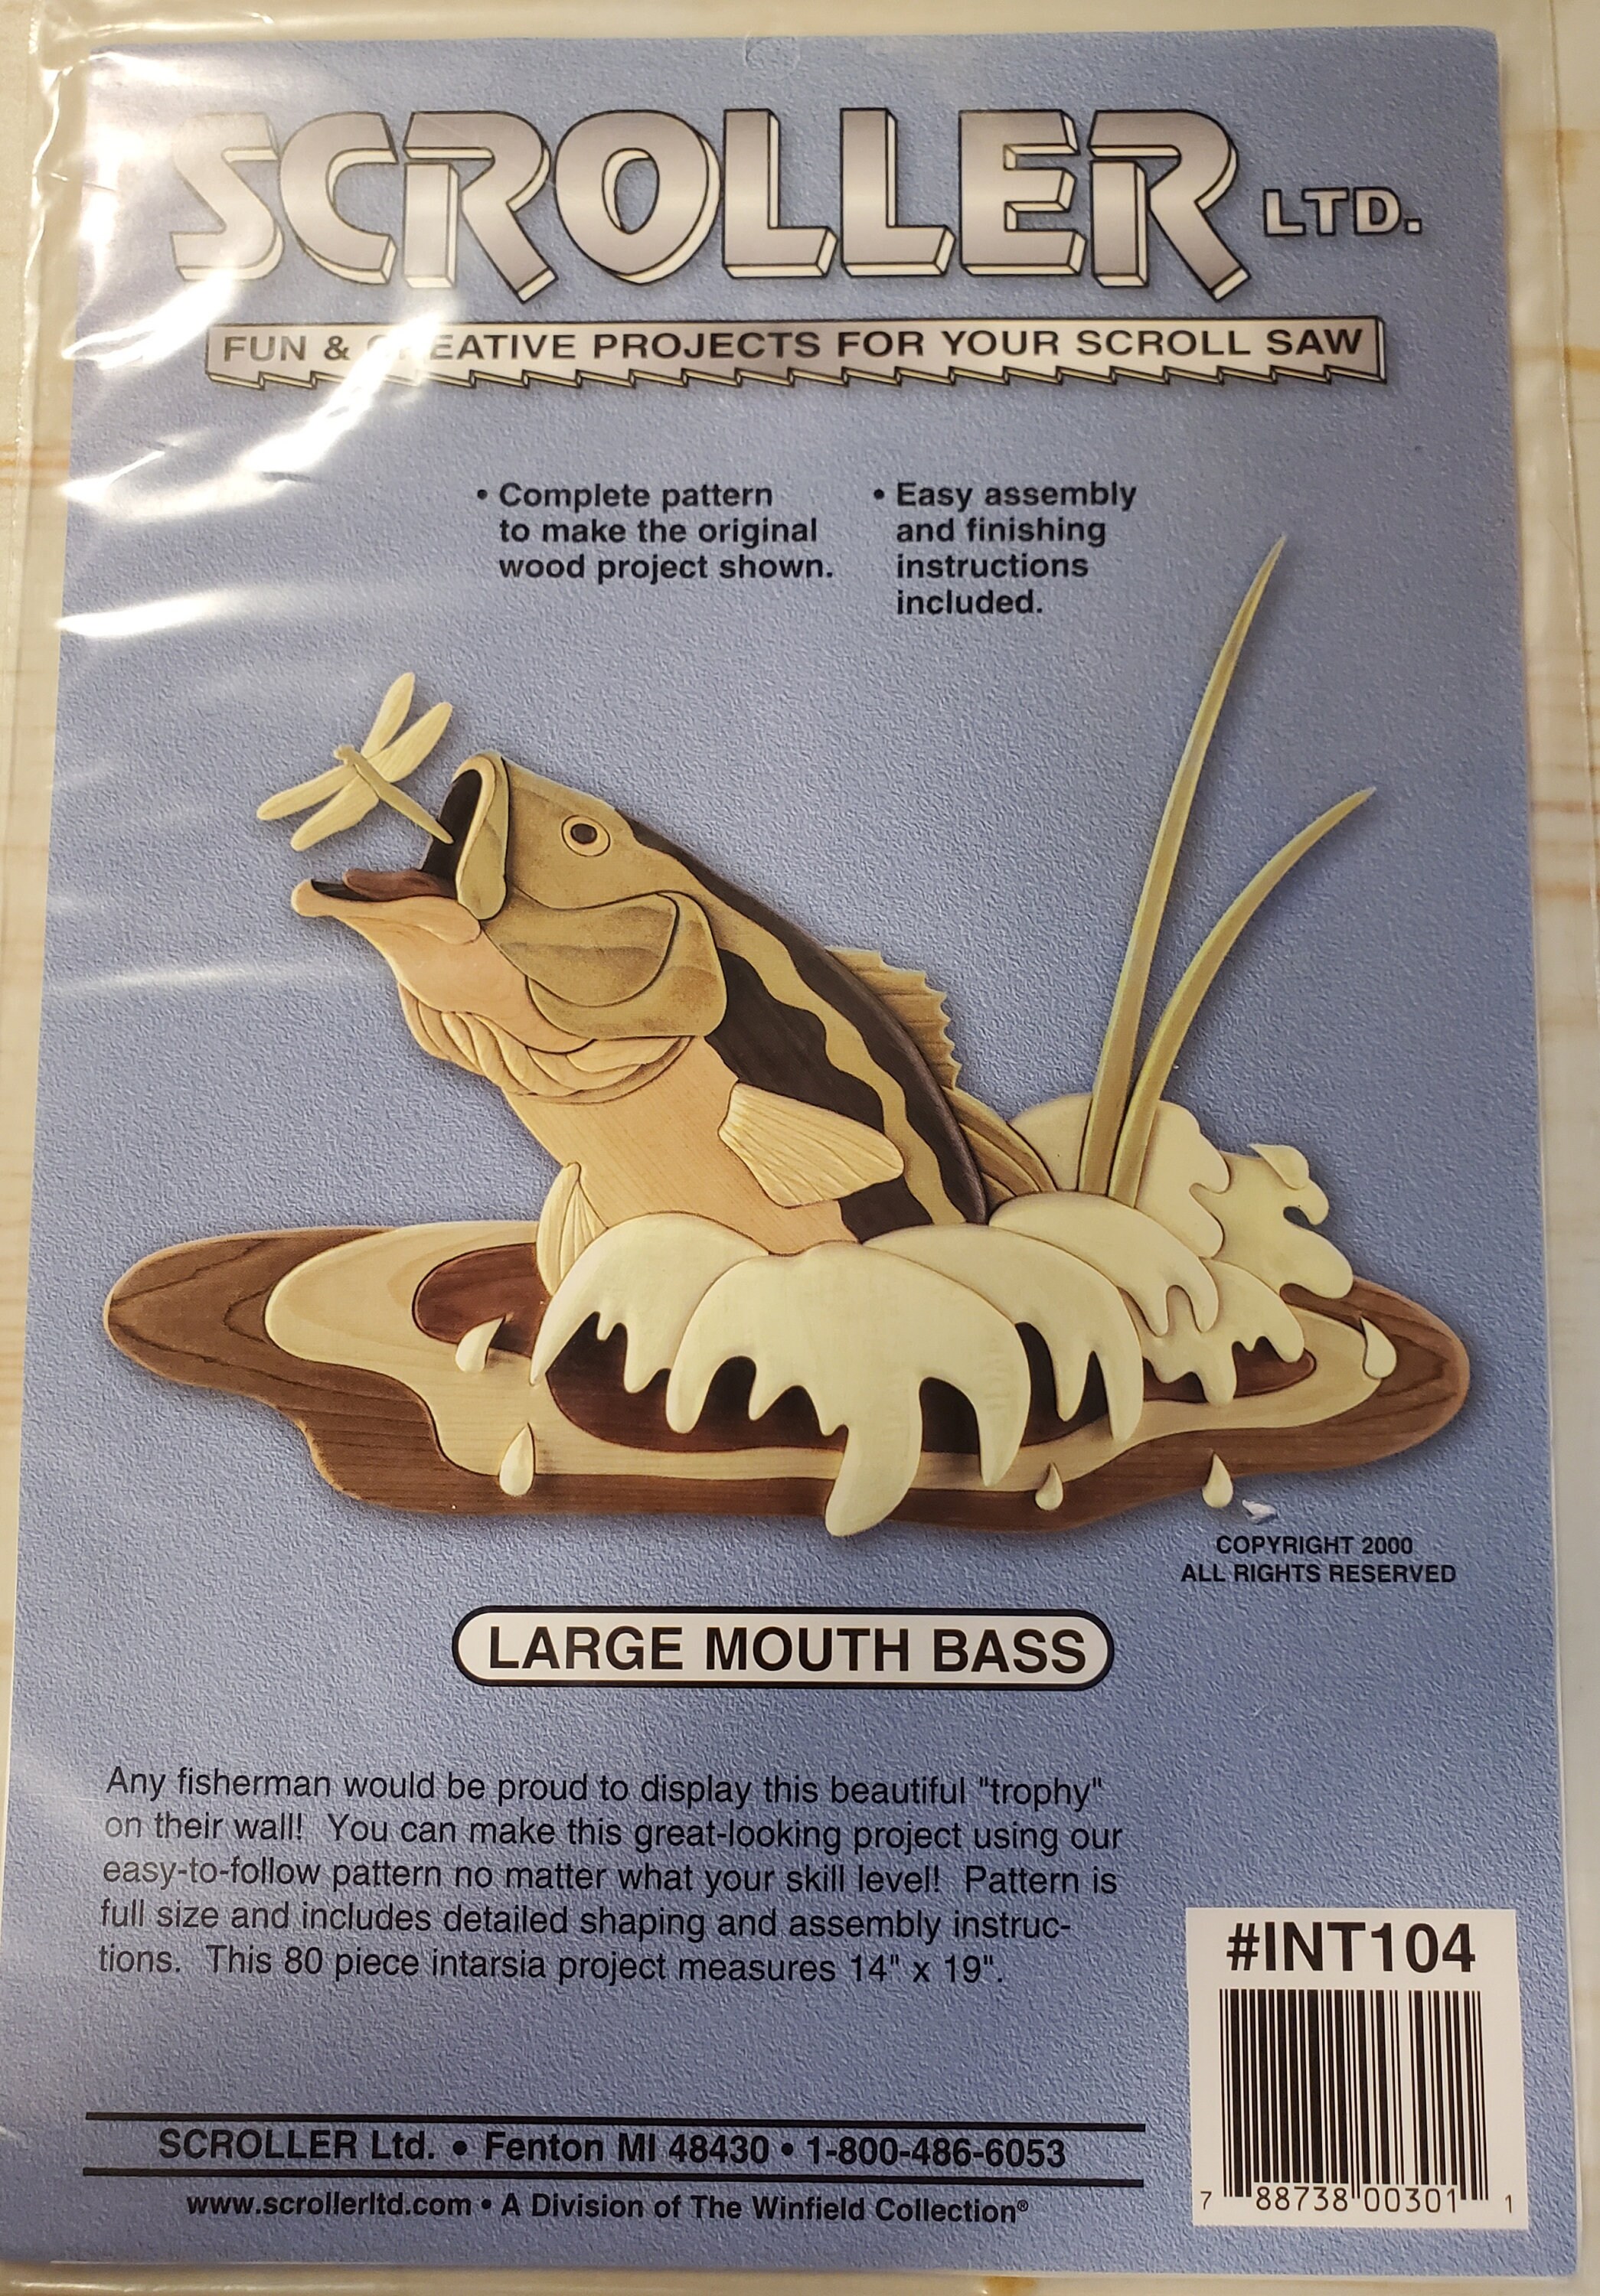 SCROLLER LTD.
FUN & CREATIVE PROJECTS FOR YOUR SCROLL SAW
• Complete pattern
to make the original
wood project shown.
• Easy assembly
and finishing
instructions
included.
COPYRIGHT 2000
ALL RIGHTS RESERVED
LARGE MOUTH BASS
Any fisherman would be proud to display this beautiful "trophy"
on their wall! You can make this great-looking project using our
easy-to-follow pattern no matter what your skill level! Pattern is
full size and includes detailed shaping and assembly instruc-
tions. This 80 piece intarsia project measures 14" x 19".
#INT104
7 88738 00301 1
SCROLLER Ltd. • Fenton MI 48430 • 1-800-486-6053
www.scrollerltd.com • A Division of The Winfield Collection®